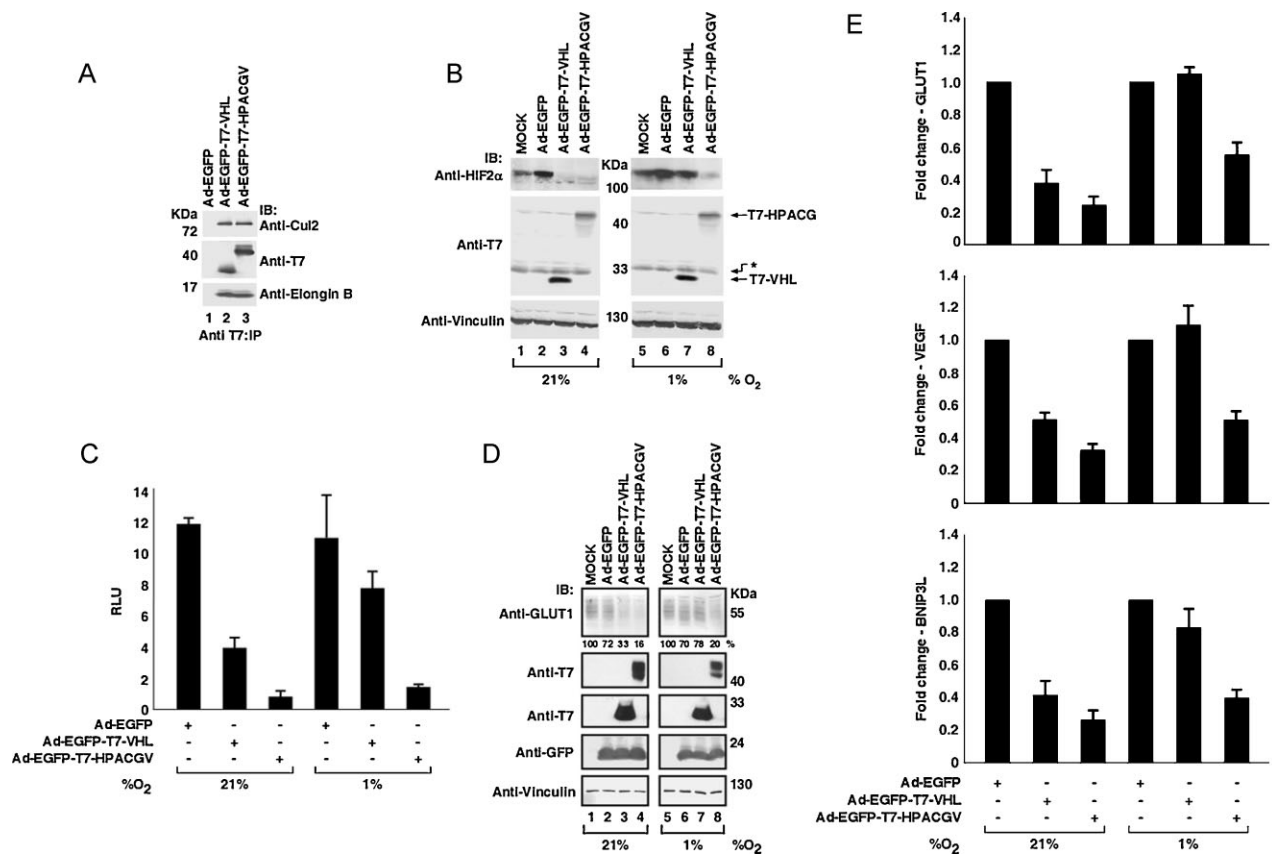 A
Ad-EGFP
Ad-EGFP-T7-VHL
Ad-EGFP-T7-HPACGV
KDa
IB:
72
Anti-Cul2
40
Anti-T7
17
Anti-Elongin B
1 2 3
Anti T7:IP
B
MOCK
Ad-EGFP
Ad-EGFP-T7-VHL
Ad-EGFP-T7-HPACGV
MOCK
Ad-EGFP
Ad-EGFP-T7-VHL
Ad-EGFP-T7-HPACGV
IB:
KDa
Anti-HIF2α
100
40
T7-HPACG
Anti-T7
33
*
T7-VHL
Anti-Vinculin
130
1 2 3 4 5 6 7 8
21% 1% % O2
C
RLU
14
12
10
8
6
4
2
0
Ad-EGFP + - - + - -
Ad-EGFP-T7-VHL - + - - + -
Ad-EGFP-T7-HPACGV - - + - - +
%O2 21% 1%
D
MOCK
Ad-EGFP
Ad-EGFP-T7-VHL
Ad-EGFP-T7-HPACGV
MOCK
Ad-EGFP
Ad-EGFP-T7-VHL
Ad-EGFP-T7-HPACGV
IB:
KDa
Anti-GLUT1
55
100 72 33 16 100 70 78 20 %
Anti-T7
40
Anti-T7
33
Anti-GFP
24
Anti-Vinculin
130
1 2 3 4 5 6 7 8
21% 1% %O2
E
Fold change - GLUT1
1.4
1.2
1.0
0.8
0.6
0.4
0.2
0
Fold change - VEGF
1.4
1.2
1.0
0.8
0.6
0.4
0.2
0
Fold change - BNIP3L
1.4
1.2
1.0
0.8
0.6
0.4
0.2
0
Ad-EGFP + - - + - -
Ad-EGFP-T7-VHL - + - - + -
Ad-EGFP-T7-HPACGV - - + - - +
%O2 21% 1%